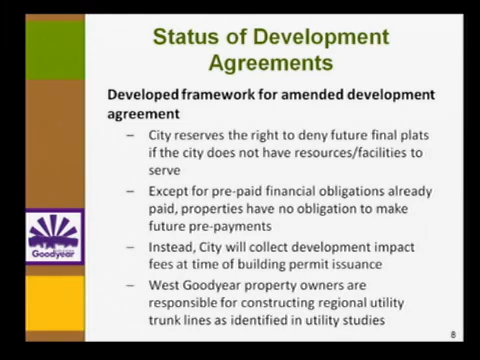 Status of Development
Agreements
Developed framework for amended development
agreement
– City reserves the right to deny future final plats
if the city does not have resources/facilities to
serve
– Except for pre-paid financial obligations already
paid, properties have no obligation to make
future pre-payments
– Instead, City will collect development impact
fees at time of building permit issuance
– West Goodyear property owners are
responsible for constructing regional utility
trunk lines as identified in utility studies
Goodyear
8